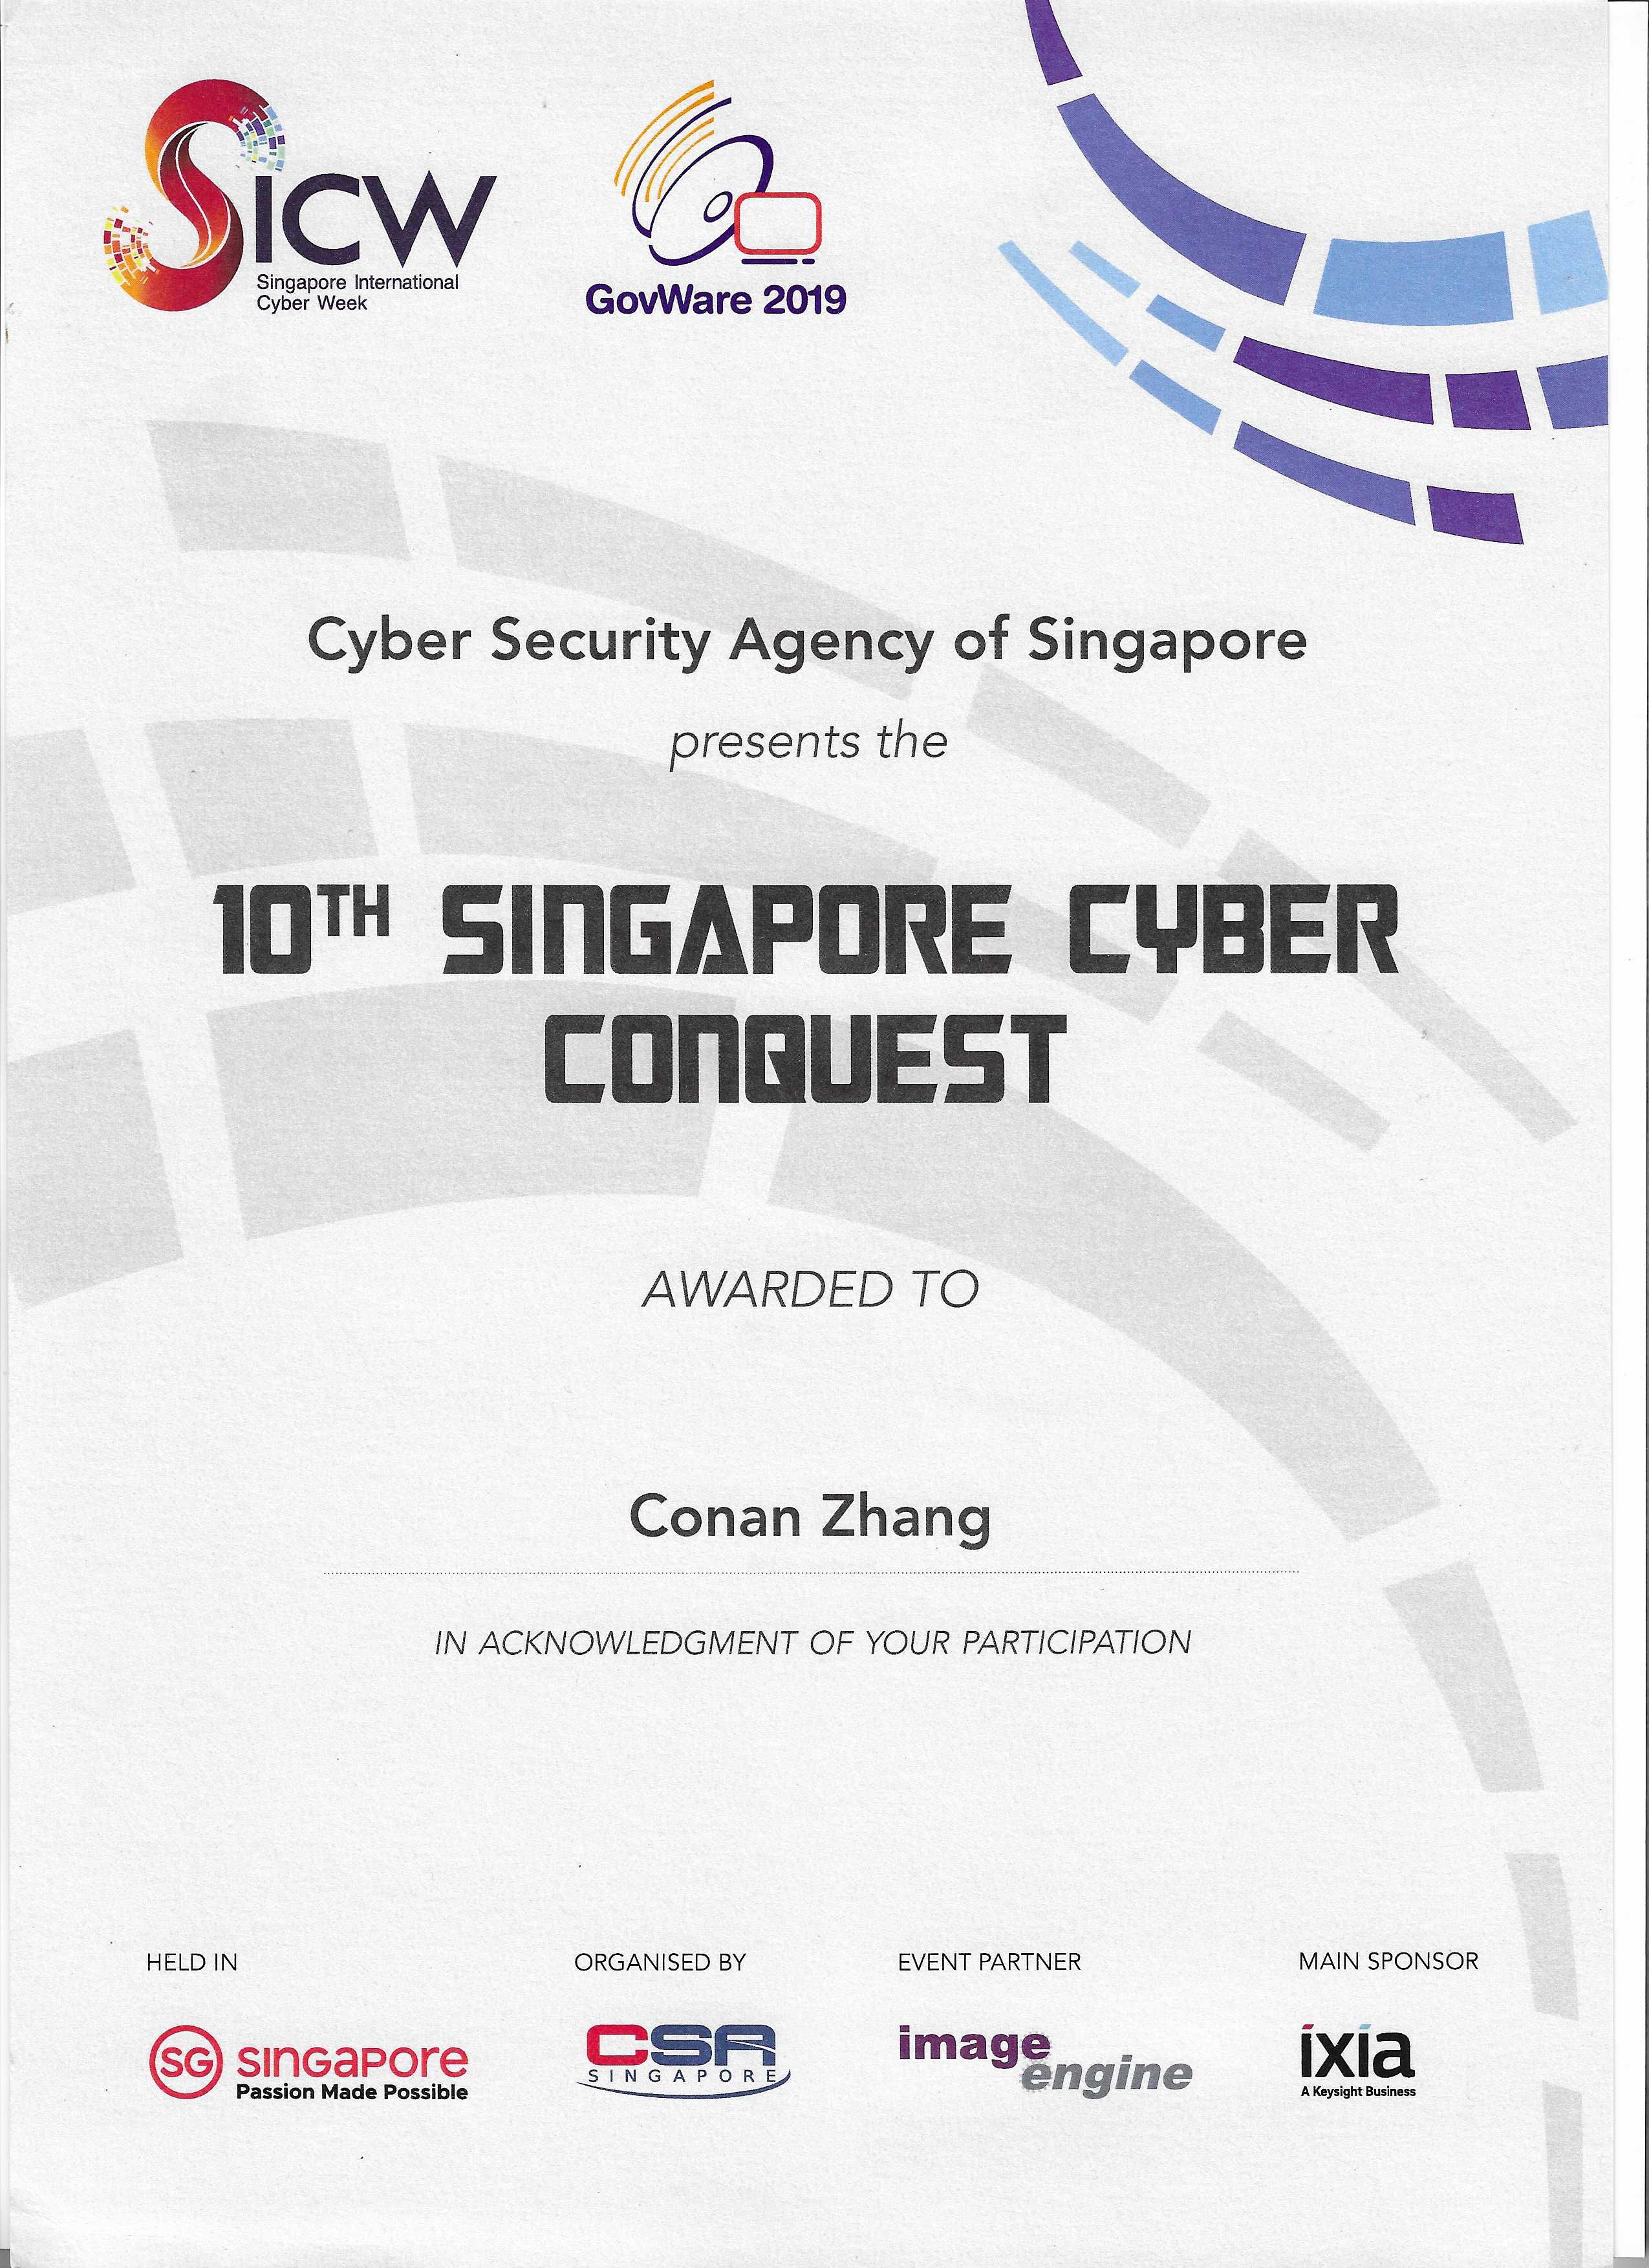 SICW
Singapore International
Cyber Week
GovWare 2019
Cyber Security Agency of Singapore
presents the
10TH SINGAPORE CYBER
CONQUEST
AWARDED TO
Conan Zhang
IN ACKNOWLEDGMENT OF YOUR PARTICIPATION
HELD IN
ORGANISED BY
EVENT PARTNER
MAIN SPONSOR
SG singapore
Passion Made Possible
CSA
SINGAPORE
image
engine
ixia
A Keysight Business